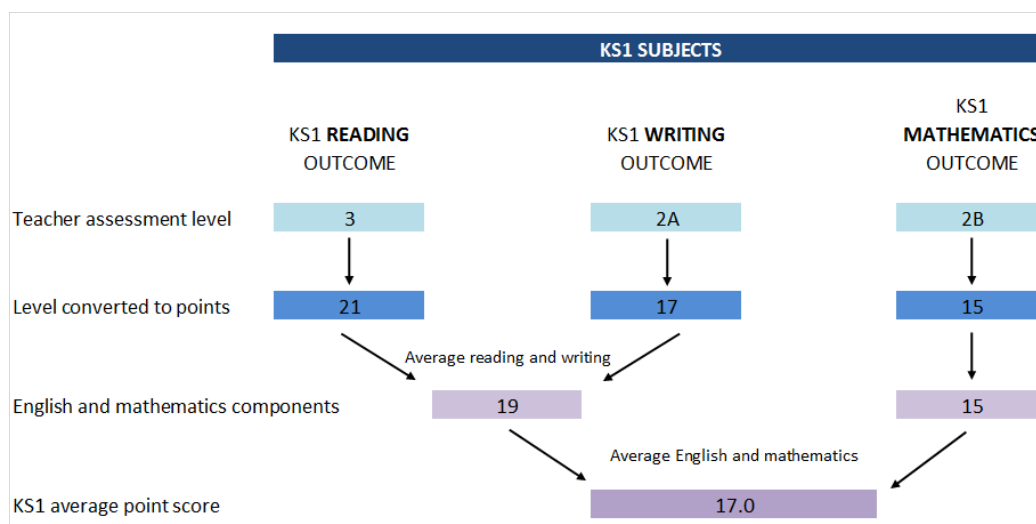 KS1 SUBJECTS
KS1 READING
OUTCOME
KS1 WRITING
OUTCOME
KS1
MATHEMATICS
OUTCOME
Teacher assessment level
3
2A
2B
Level converted to points
21
17
15
Average reading and writing
English and mathematics components
19
15
Average English and mathematics
KS1 average point score
17.0